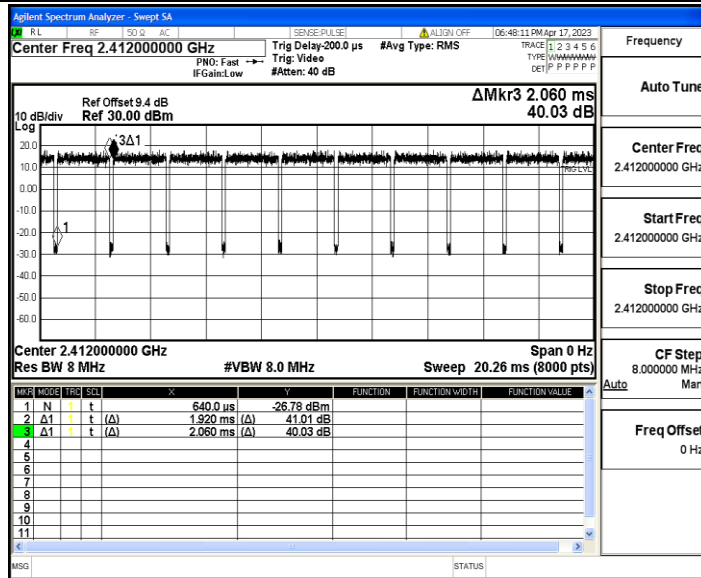 Agilent Spectrum Analyzer - Swept SA
RL RF 50 Ω AC SENSE:PULSE ALIGN OFF 06:48:11 PM Apr 17, 2023
Center Freq 2.412000000 GHz
PNO: Fast
IFGain:Low
Trig Delay-200.0 µs
Trig: Video
#Atten: 40 dB
#Avg Type: RMS
TRACE 1 2 3 4 5 6
TYPE
DET P P P P P P
Ref Offset 9.4 dB
10 dB/div Ref 30.00 dBm
Log
ΔMkr3 2.060 ms
40.03 dB
20.0
10.0
0.00
-10.0
-20.0
-30.0
-40.0
-50.0
-60.0
3Δ1
1
Center 2.412000000 GHz Span 0 Hz
Res BW 8 MHz #VBW 8.0 MHz Sweep 20.26 ms (8000 pts)
MKR MODE TRC SCL X Y FUNCTION FUNCTION WIDTH FUNCTION VALUE
1 N 1 t 640.0 µs -26.78 dBm
2 Δ1 1 t (Δ) 1.920 ms (Δ) 41.01 dB
3 Δ1 1 t (Δ) 2.060 ms (Δ) 40.03 dB
4
5
6
7
8
9
10
11
MSG STATUS
Frequency
Auto Tune
Center Freq
2.412000000 GHz
Start Freq
2.412000000 GHz
Stop Freq
2.412000000 GHz
CF Step
8.000000 MHz
Auto Man
Freq Offset
0 Hz